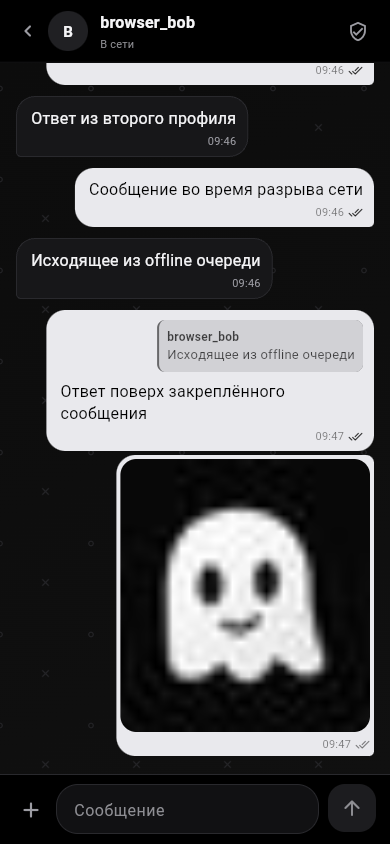 browser_bob
В сети
B
09:46
Ответ из второго профиля
09:46
Сообщение во время разрыва сети
09:46
Исходящее из offline очереди
09:46
browser_bob
Исходящее из offline очереди
Ответ поверх закреплённого
сообщения
09:47
09:47
Сообщение